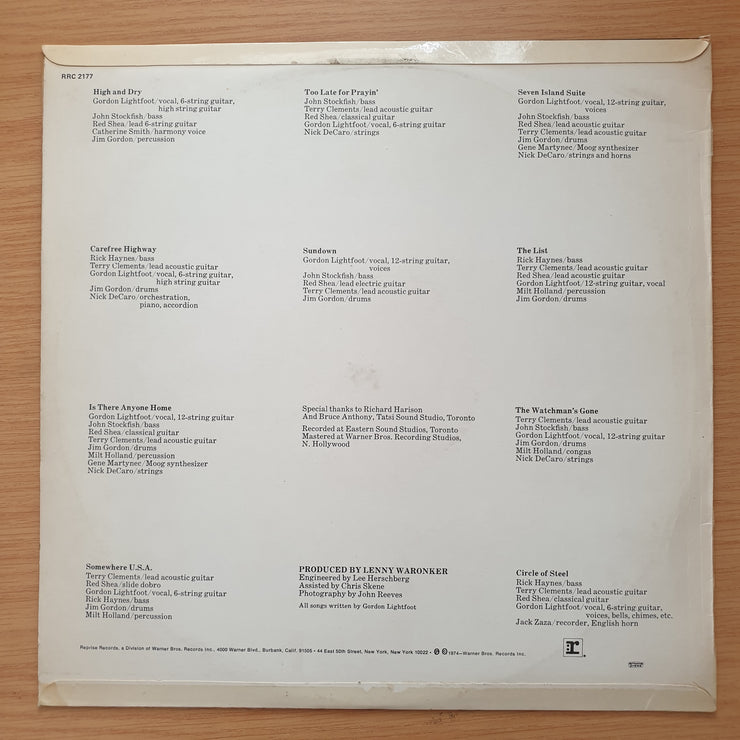 RRC 2177
High and Dry
Gordon Lightfoot/vocal, 6-string guitar,
high string guitar
John Stockfish/bass
Red Shea/lead 6-string guitar
Catherine Smith/harmony voice
Jim Gordon/percussion
Too Late for Prayin'
John Stockfish/bass
Terry Clements/lead acoustic guitar
Red Shea/classical guitar
Gordon Lightfoot/vocal, 6-string guitar
Nick DeCaro/strings
Seven Island Suite
Gordon Lightfoot/vocal, 12-string guitar,
voices
John Stockfish/bass
Red Shea/lead acoustic guitar
Terry Clements/lead acoustic guitar
Jim Gordon/drums
Gene Martynec/Moog synthesizer
Nick DeCaro/strings and horns
Carefree Highway
Rick Haynes/bass
Terry Clements/lead acoustic guitar
Gordon Lightfoot/vocal, 6-string guitar,
high string guitar
Jim Gordon/drums
Nick DeCaro/orchestration,
piano, accordion
Sundown
Gordon Lightfoot/vocal, 12-string guitar,
voices
John Stockfish/bass
Red Shea/lead electric guitar
Terry Clements/lead acoustic guitar
Jim Gordon/drums
The List
Rick Haynes/bass
Terry Clements/lead acoustic guitar
Red Shea/lead acoustic guitar
Gordon Lightfoot/12-string guitar, vocal
Milt Holland/percussion
Jim Gordon/drums
Is There Anyone Home
Gordon Lightfoot/vocal, 12-string guitar
John Stockfish/bass
Red Shea/classical guitar
Terry Clements/lead acoustic guitar
Jim Gordon/drums
Milt Holland/percussion
Gene Martynec/Moog synthesizer
Nick DeCaro/strings
Special thanks to Richard Harison
And Bruce Anthony, Tatsi Sound Studio, Toronto
Recorded at Eastern Sound Studios, Toronto
Mastered at Warner Bros. Recording Studios,
N. Hollywood
The Watchman's Gone
Terry Clements/lead acoustic guitar
John Stockfish/bass
Gordon Lightfoot/vocal, 12-string guitar
Jim Gordon/drums
Milt Holland/congas
Nick DeCaro/strings
Somewhere U.S.A.
Terry Clements/lead acoustic guitar
Red Shea/slide dobro
Gordon Lightfoot/vocal, 6-string guitar
Rick Haynes/bass
Jim Gordon/drums
Milt Holland/percussion
PRODUCED BY LENNY WARONKER
Engineered by Lee Herschberg
Assisted by Chris Skene
Photography by John Reeves
All songs written by Gordon Lightfoot
Circle of Steel
Rick Haynes/bass
Terry Clements/lead acoustic guitar
Red Shea/classical guitar
Gordon Lightfoot/vocal, 6-string guitar,
voices, bells, chimes, etc.
Jack Zaza/recorder, English horn
Reprise Records, a Division of Warner Bros. Records Inc., 4000 Warner Blvd., Burbank, Calif. 91505 • 44 East 50th Street, New York, New York 10022 • © ℗ 1974—Warner Bros. Records Inc.
r: